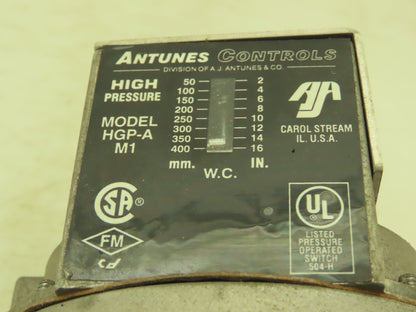 ANTUNES CONTROLS
DIVISION OF A.J. ANTUNES & CO.
HIGH
PRESSURE
MODEL
HGP-A
M1
50 2
100 4
150 6
200 8
250 10
300 12
350 14
400 16
mm. IN.
W.C.
AJA
CAROL STREAM
IL. U.S.A.
CSA ®
FM
UL ®
LISTED
PRESSURE
OPERATED
SWITCH
504-H